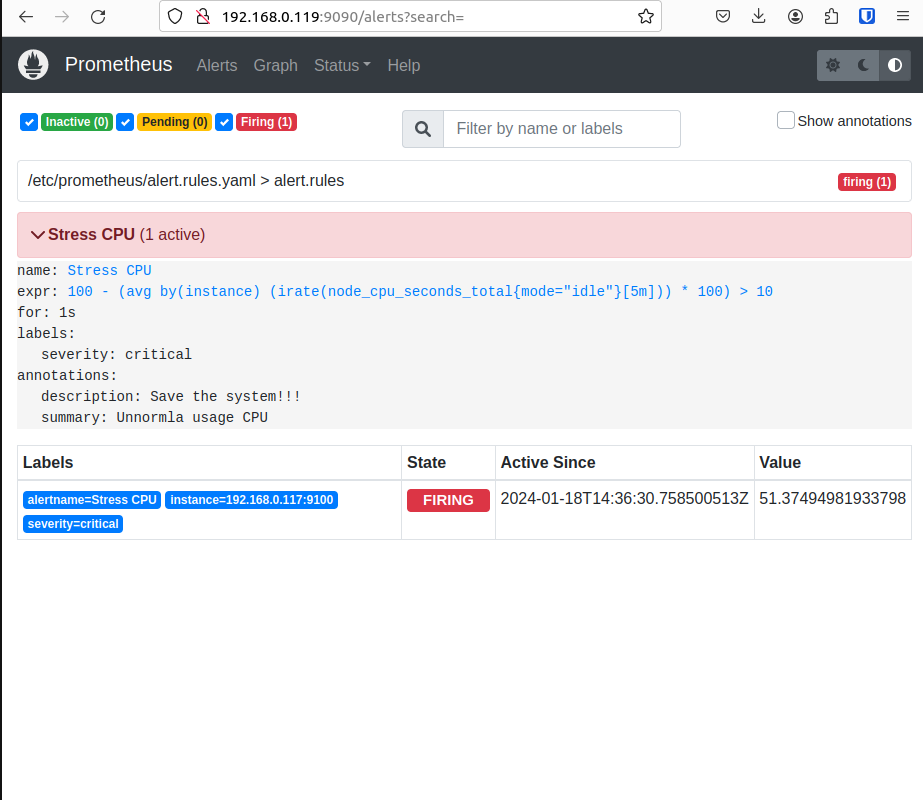 192.168.0.119:9090/alerts?search=
Prometheus Alerts Graph Status Help
Inactive (0) Pending (0) Firing (1) Filter by name or labels Show annotations
/etc/prometheus/alert.rules.yaml > alert.rules firing (1)
Stress CPU (1 active)
name: Stress CPU
expr: 100 - (avg by(instance) (irate(node_cpu_seconds_total{mode="idle"}[5m])) * 100) > 10
for: 1s
labels:
severity: critical
annotations:
description: Save the system!!!
summary: Unnormla usage CPU
Labels State Active Since Value
alertname=Stress CPU instance=192.168.0.117:9100 FIRING 2024-01-18T14:36:30.758500513Z 51.37494981933798
severity=critical